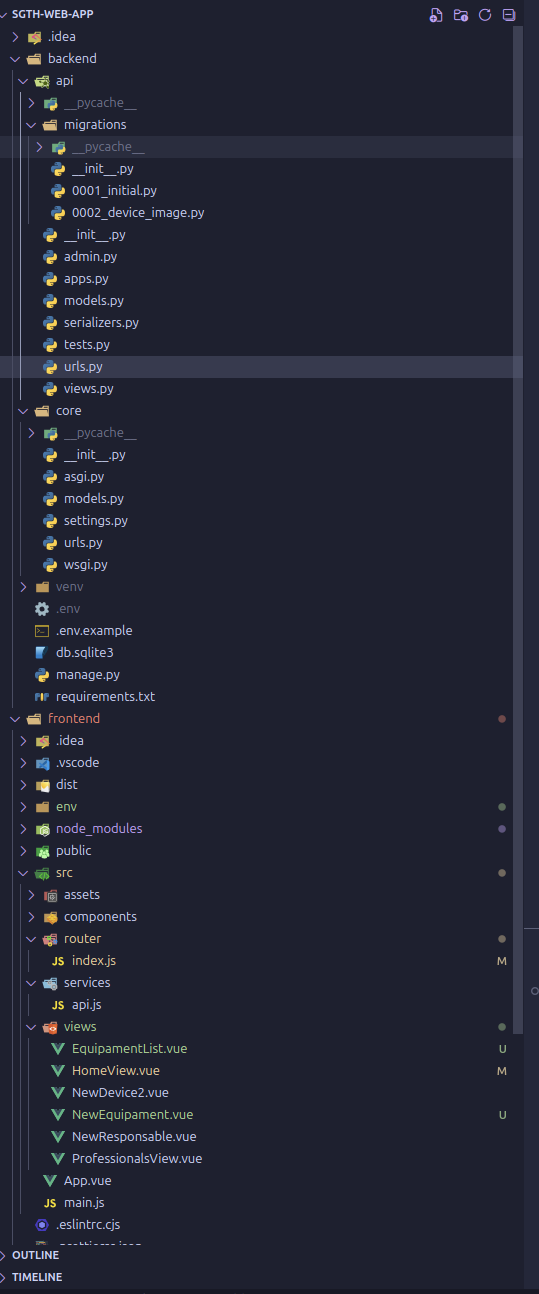 SGTH-WEB-APP
.idea
backend
api
__pycache__
migrations
__pycache__
__init__.py
0001_initial.py
0002_device_image.py
__init__.py
admin.py
apps.py
models.py
serializers.py
tests.py
urls.py
views.py
core
__pycache__
__init__.py
asgi.py
models.py
settings.py
urls.py
wsgi.py
venv
.env
.env.example
db.sqlite3
manage.py
requirements.txt
frontend
.idea
.vscode
dist
env
node_modules
public
src
assets
components
router
JS index.js M
services
JS api.js
views
EquipamentList.vue U
HomeView.vue M
NewDevice2.vue
NewEquipament.vue U
NewResponsable.vue
ProfessionalsView.vue
App.vue
JS main.js
.eslintrc.cjs
OUTLINE
TIMELINE